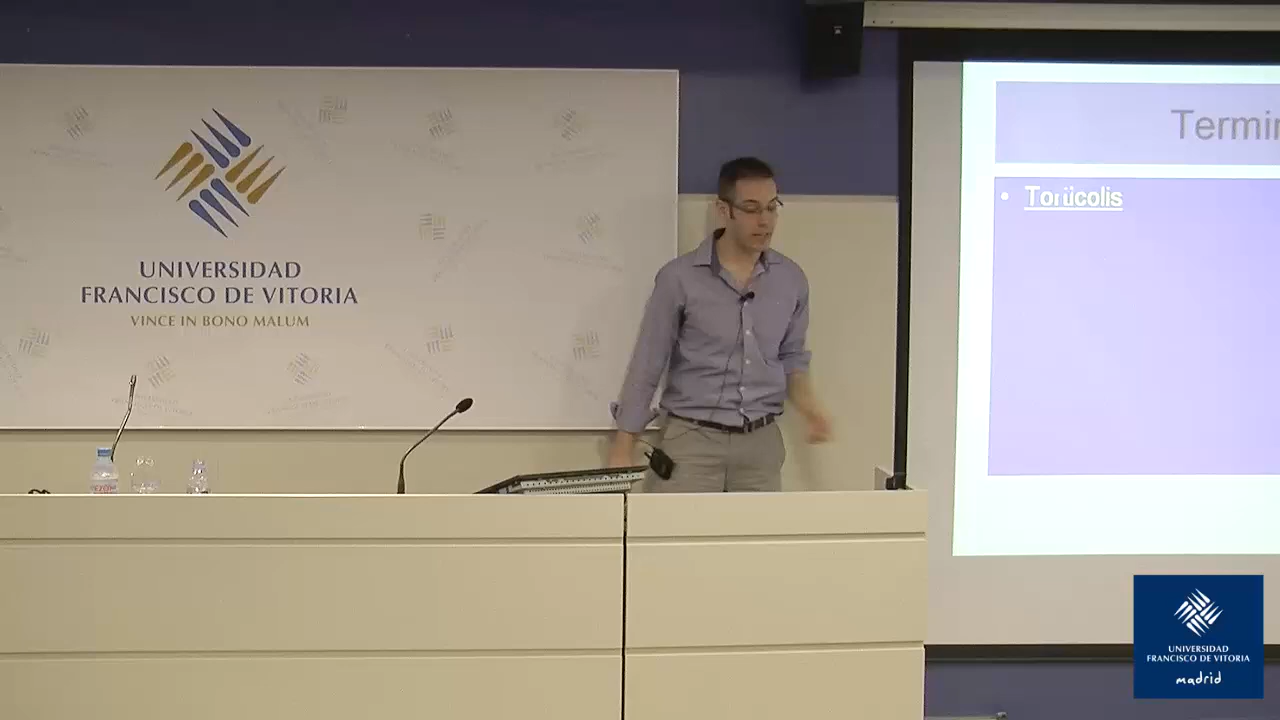 UNIVERSIDAD
FRANCISCO DE VITORIA
VINCE IN BONO MALUM
Termin
• Tortícolis
UNIVERSIDAD
FRANCISCO DE VITORIA
madrid